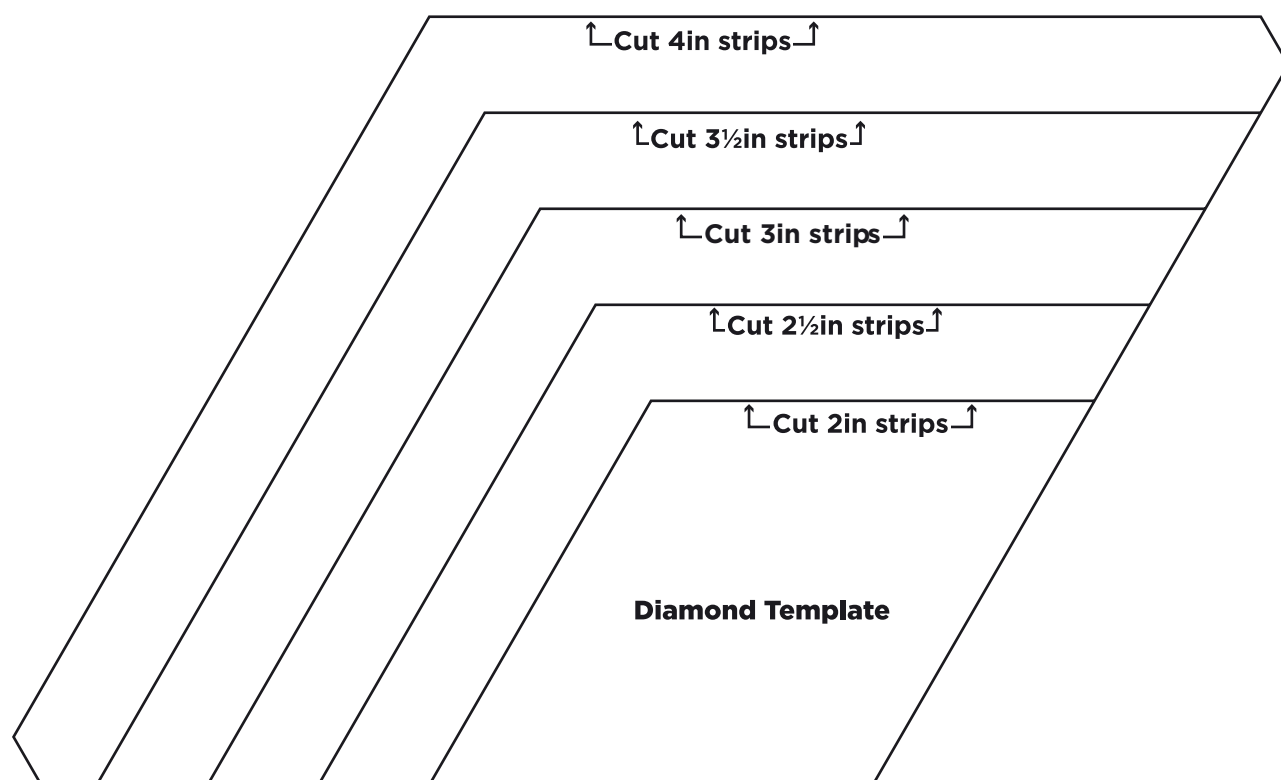 Cut 4in strips
Cut 3½in strips
Cut 3in strips
Cut 2½in strips
Cut 2in strips
Diamond Template